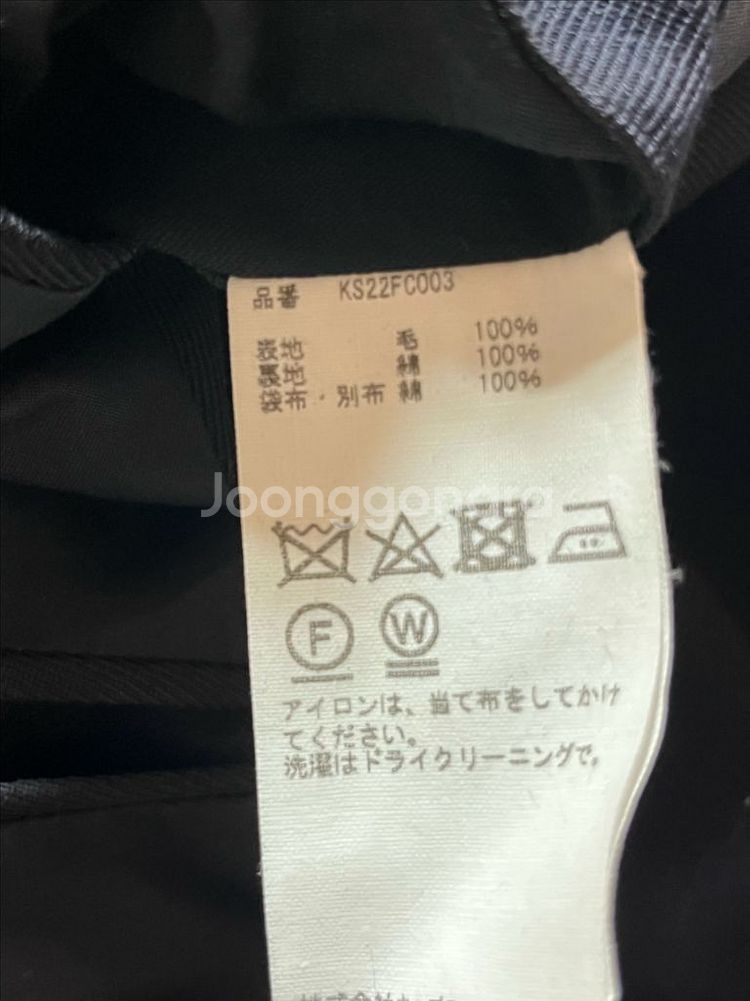 品番 KS22FC003
表地 毛 100%
裏地 綿 100%
袋布・別布 綿 100%
Joonggonara
F W
アイロンは、当て布をしてかけ
てください。
洗濯はドライクリーニングで。